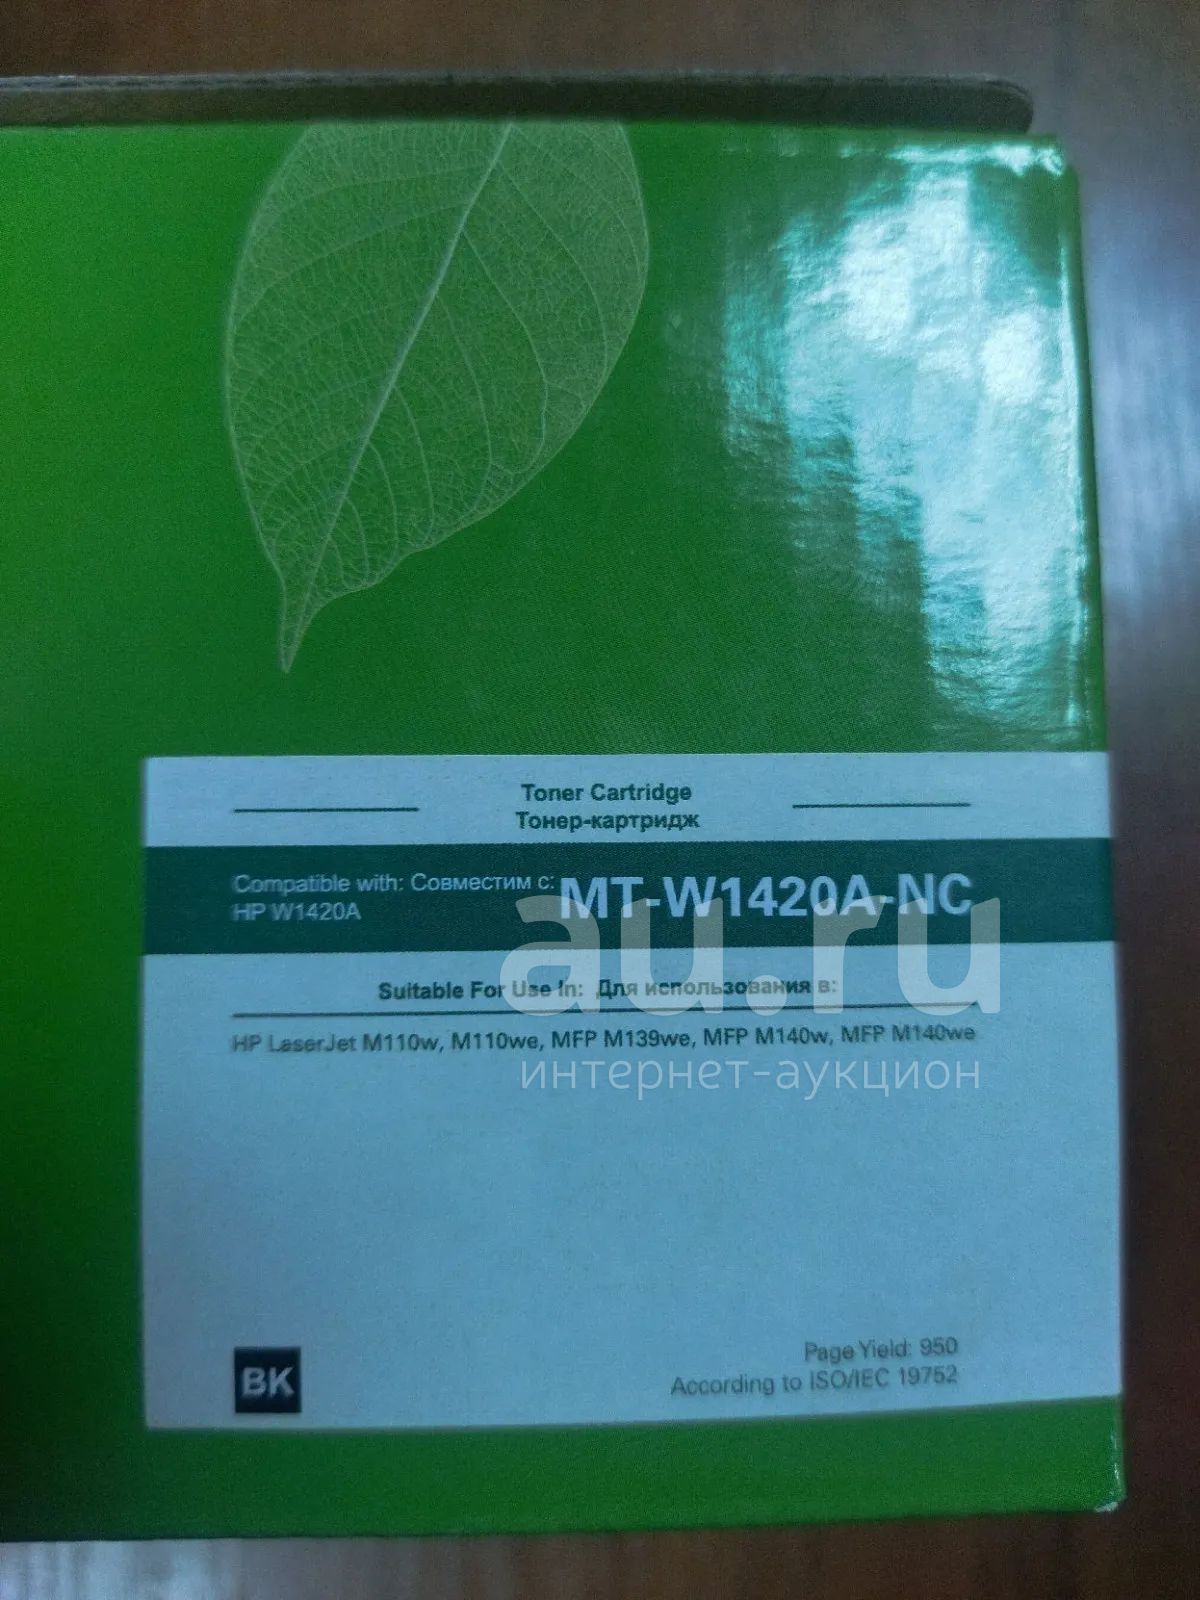 Toner Cartridge
Тонер-картридж
Compatible with: Совместим с:
HP W1420A
MT-W1420A-NC
au.ru
Suitable For Use In: Для использования в:
HP LaserJet M110w, M110we, MFP M139we, MFP M140w, MFP M140we
интернет-аукцион
BK
Page Yield: 950
According to ISO/IEC 19752